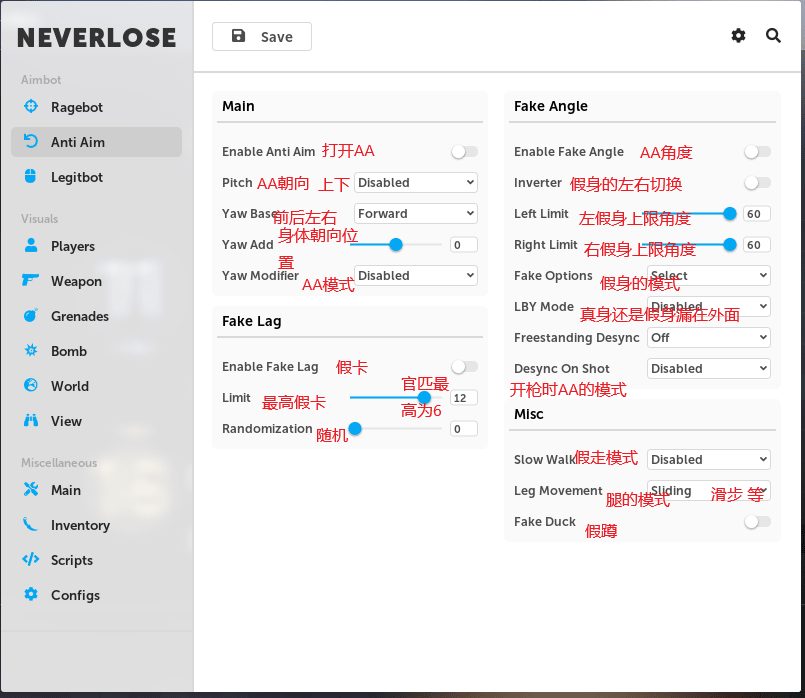 NEVERLOSE
Aimbot
Ragebot
Anti Aim
Legitbot
Visuals
Players
Weapon
Grenades
Bomb
World
View
Miscellaneous
Main
Inventory
Scripts
Configs
Save
Main
Enable Anti Aim 打开AA
Pitch AA朝向 上下 Disabled
Yaw Base 前后左右 Forward
Yaw Add 身体朝向位置 0
Yaw Modifier AA模式 Disabled
Fake Lag
Enable Fake Lag 假卡
Limit 最高假卡 官匹最高为6 12
Randomization 随机 0
Fake Angle
Enable Fake Angle AA角度
Inverter 假身的左右切换
Left Limit 左假身上限角度 60
Right Limit 右假身上限角度 60
Fake Options 假身的模式 Select
LBY Mode 真身还是假身漏在外面 Disabled
Freestanding Desync Off
Desync On Shot Disabled
开枪时AA的模式
Misc
Slow Walk 假走模式 Disabled
Leg Movement 腿的模式 Sliding 滑步 等
Fake Duck 假蹲